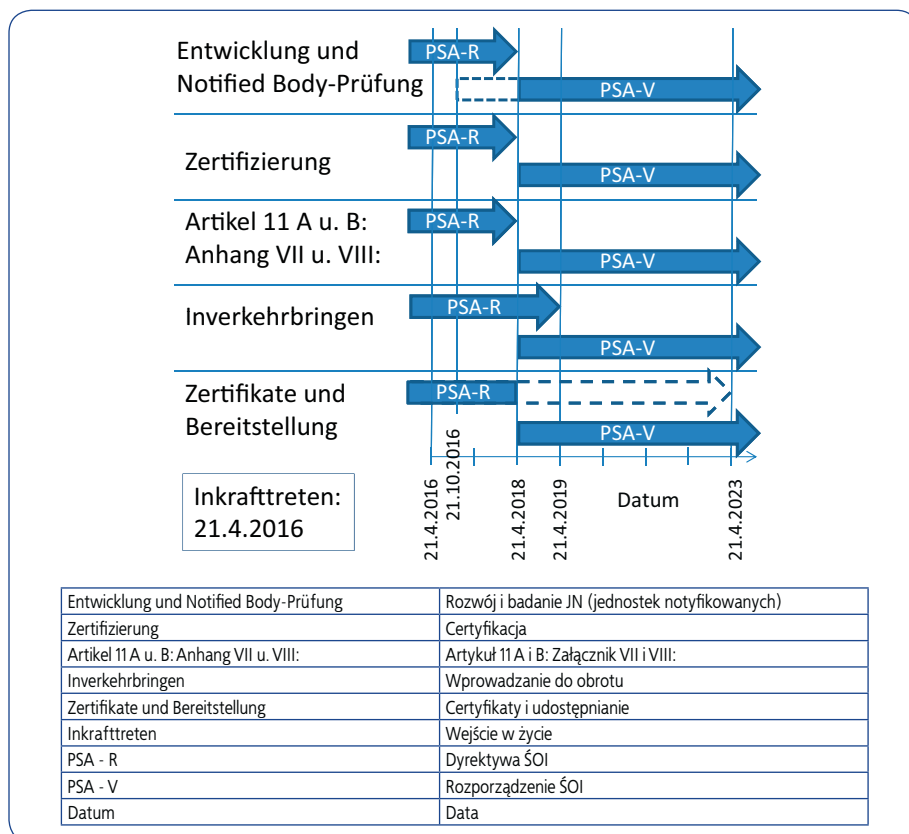 Entwicklung und
Notified Body-Prüfung
PSA-R
PSA-V
Zertifizierung
PSA-R
PSA-V
Artikel 11 A u. B:
Anhang VII u. VIII:
PSA-R
PSA-V
Inverkehrbringen
PSA-R
PSA-V
Zertifikate und
Bereitstellung
PSA-R
PSA-V
Inkrafttreten:
21.4.2016
21.4.2016
21.10.2016
21.4.2018
21.4.2019
Datum
21.4.2023
Entwicklung und Notified Body-Prüfung Rozwój i badanie JN (jednostek notyfikowanych)
Zertifizierung Certyfikacja
Artikel 11 A u. B: Anhang VII u. VIII: Artykuł 11 A i B: Załącznik VII i VIII:
Inverkehrbringen Wprowadzanie do obrotu
Zertifikate und Bereitstellung Certyfikaty i udostępnianie
Inkrafttreten Wejście w życie
PSA - R Dyrektywa ŚOI
PSA - V Rozporządzenie ŚOI
Datum Data